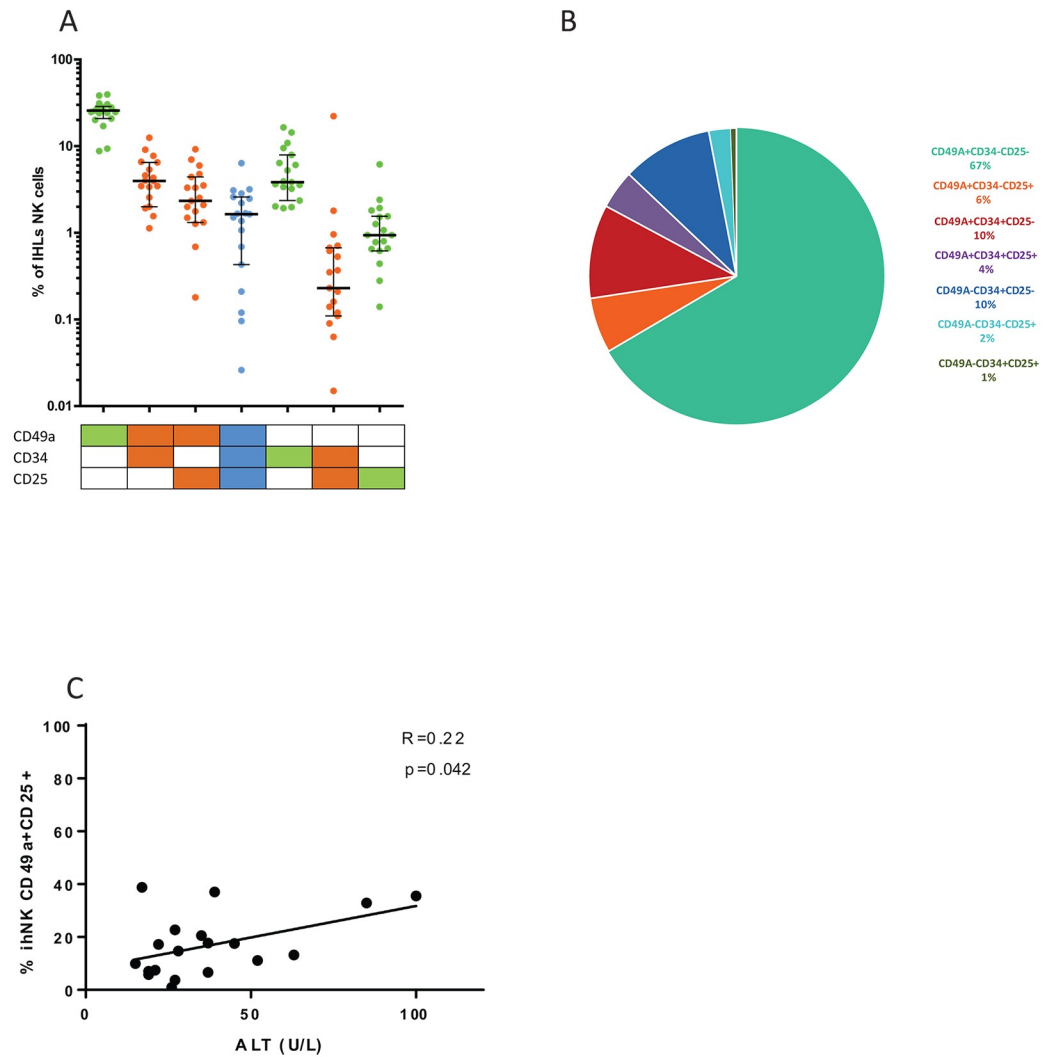 A
100
10
1
0.1
0.01
% of IHLs NK cells
CD49a
CD34
CD25
B
CD49A+CD34-CD25-
67%
CD49A+CD34-CD25+
6%
CD49A+CD34+CD25-
10%
CD49A+CD34+CD25+
4%
CD49A-CD34+CD25-
10%
CD49A-CD34-CD25+
2%
CD49A-CD34+CD25+
1%
C
R=0.22
p=0.042
100
80
60
40
20
0
% ihNK CD49a+CD25+
0 50 100
ALT (U/L)